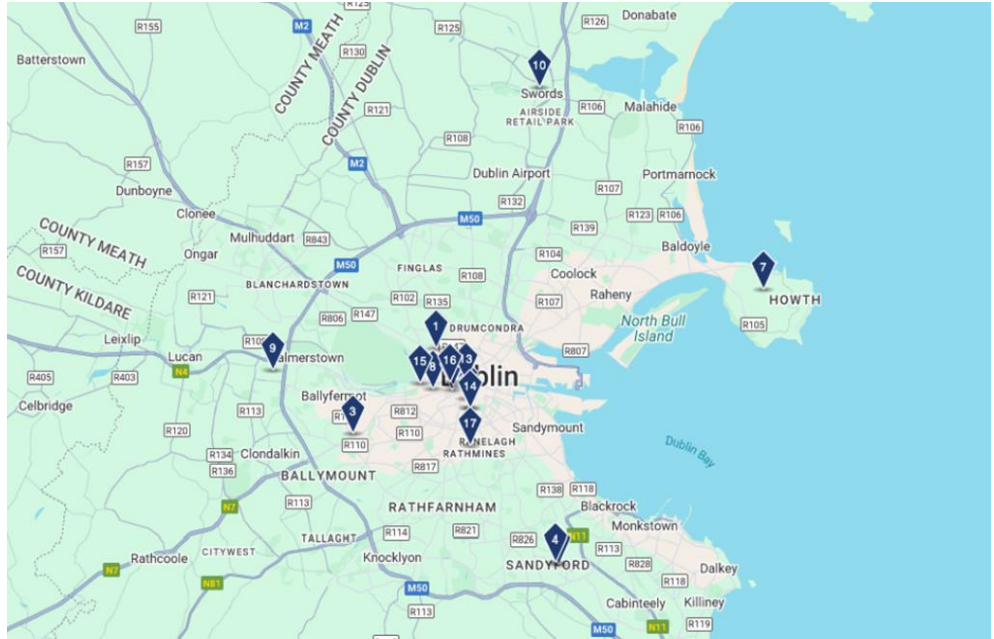 R125
Donabate
R155
M2
R125
R126
Batterstown
COUNTY MEATH
R130
COUNTY DUBLIN
10
Swords
AIRSIDE
RETAIL PARK
R106
Malahide
R121
R106
R108
R157
M2
Dublin Airport
Portmarnock
Dunboyne
R107
R132
Clonee
M50
R123
R106
COUNTY MEATH
R139
Mulhuddart
R843
Baldoyle
R157
Ongar
R104
COUNTY KILDARE
M50
FINGLAS
Coolock
7
BLANCHARDSTOWN
R108
Raheny
HOWTH
R121
R102
R135
R107
R806
R147
1
DRUMCONDRA
North Bull
Island
R105
Leixlip
9
almerstown
R807
Lucan
15
8
16
13
blin
R405
R403
N4
14
Ballyfermot
Celbridge
R113
3
R812
17
Sandymount
R120
R110
R110
RANELAGH
RATHMINES
Dublin Bay
R134
Clondalkin
R136
R817
BALLYMOUNT
R138
R118
N7
R113
RATHFARNHAM
Blackrock
Monkstown
R114
R821
R826
4
N11
CITYWEST
TALLAGHT
R113
Rathcoole
Knocklyon
SANDYFORD
R828
Dalkey
N7
N81
R118
M50
R113
Cabinteely
Killiney
M50
N11
R119